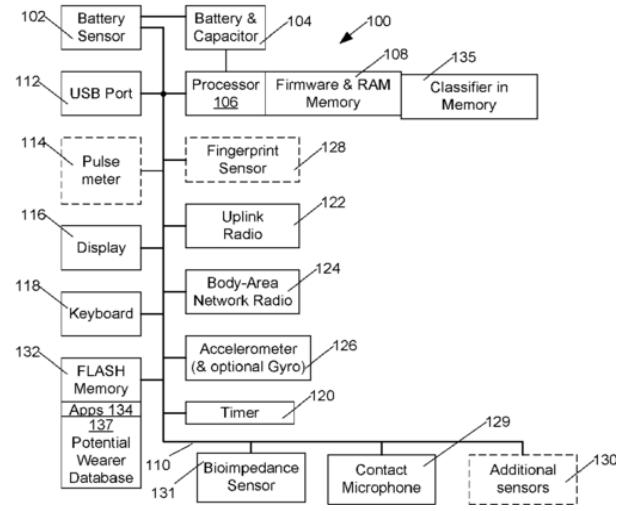 102
Battery
Sensor
Battery &
Capacitor
104
100
112
USB Port
Processor
106
Firmware & RAM
Memory
108
Classifier in
Memory
135
114
Pulse
meter
Fingerprint
Sensor
128
116
Display
Uplink
Radio
122
118
Keyboard
Body-Area
Network Radio
124
132
FLASH
Memory
Accelerometer
(& optional Gyro)
126
Apps 134
137
Potential
Wearer
Database
Timer
120
110
Bioimpedance
Sensor
131
Contact
Microphone
129
Additional
sensors
130